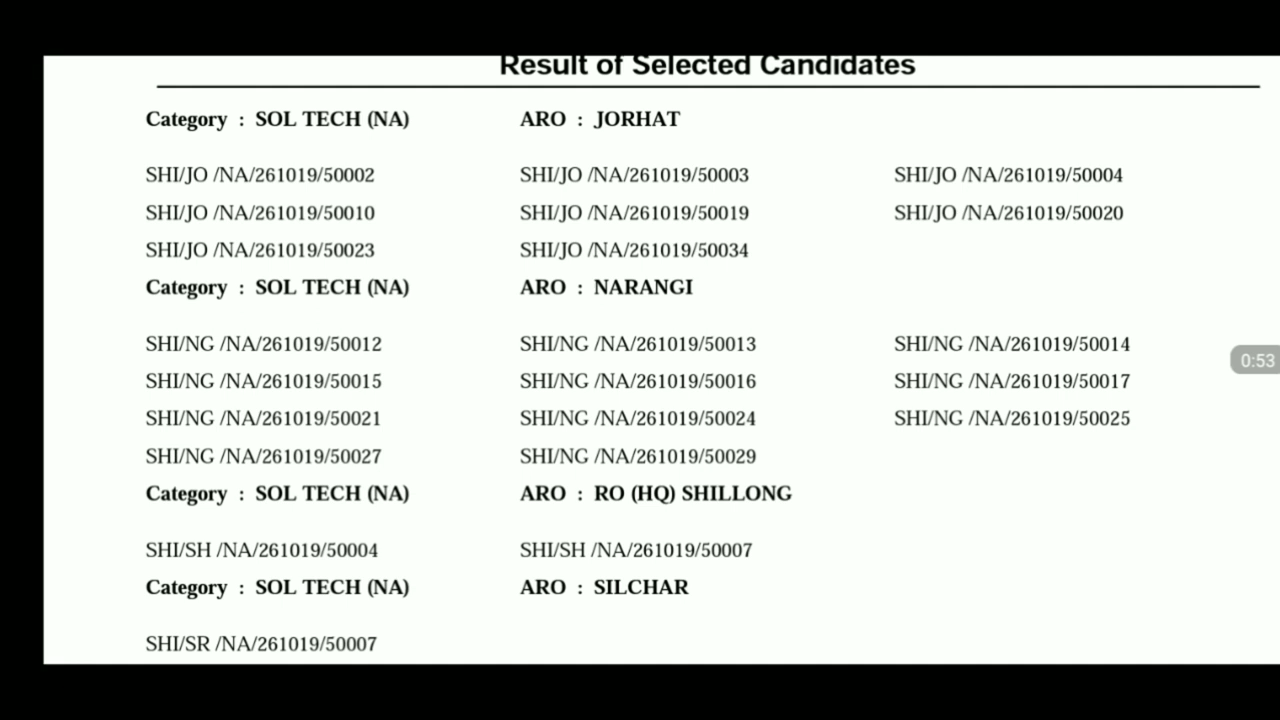 Result of Selected Candidates
Category : SOL TECH (NA) ARO : JORHAT
SHI/JO /NA/261019/50002 SHI/JO /NA/261019/50003 SHI/JO /NA/261019/50004
SHI/JO /NA/261019/50010 SHI/JO /NA/261019/50019 SHI/JO /NA/261019/50020
SHI/JO /NA/261019/50023 SHI/JO /NA/261019/50034
Category : SOL TECH (NA) ARO : NARANGI
SHI/NG /NA/261019/50012 SHI/NG /NA/261019/50013 SHI/NG /NA/261019/50014
SHI/NG /NA/261019/50015 SHI/NG /NA/261019/50016 SHI/NG /NA/261019/50017
SHI/NG /NA/261019/50021 SHI/NG /NA/261019/50024 SHI/NG /NA/261019/50025
SHI/NG /NA/261019/50027 SHI/NG /NA/261019/50029
Category : SOL TECH (NA) ARO : RO (HQ) SHILLONG
SHI/SH /NA/261019/50004 SHI/SH /NA/261019/50007
Category : SOL TECH (NA) ARO : SILCHAR
SHI/SR /NA/261019/50007
0:53